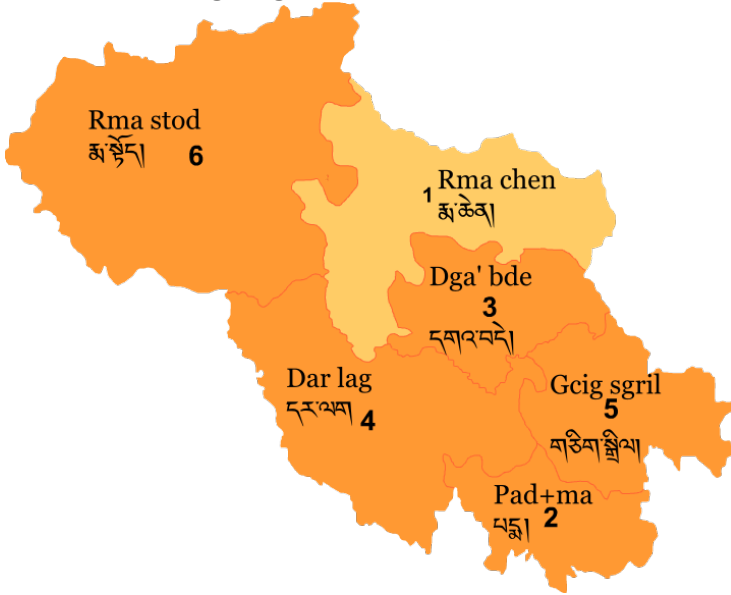 Rma stod
རྨ་སྟོད། 6
1 Rma chen
རྨ་ཆེན།
Dga' bde
3
དགའ་བདེ།
Dar lag
དར་ལག 4
Gcig sgril
5
གཅིག་སྒྲིལ།
Pad+ma
པདྨ། 2